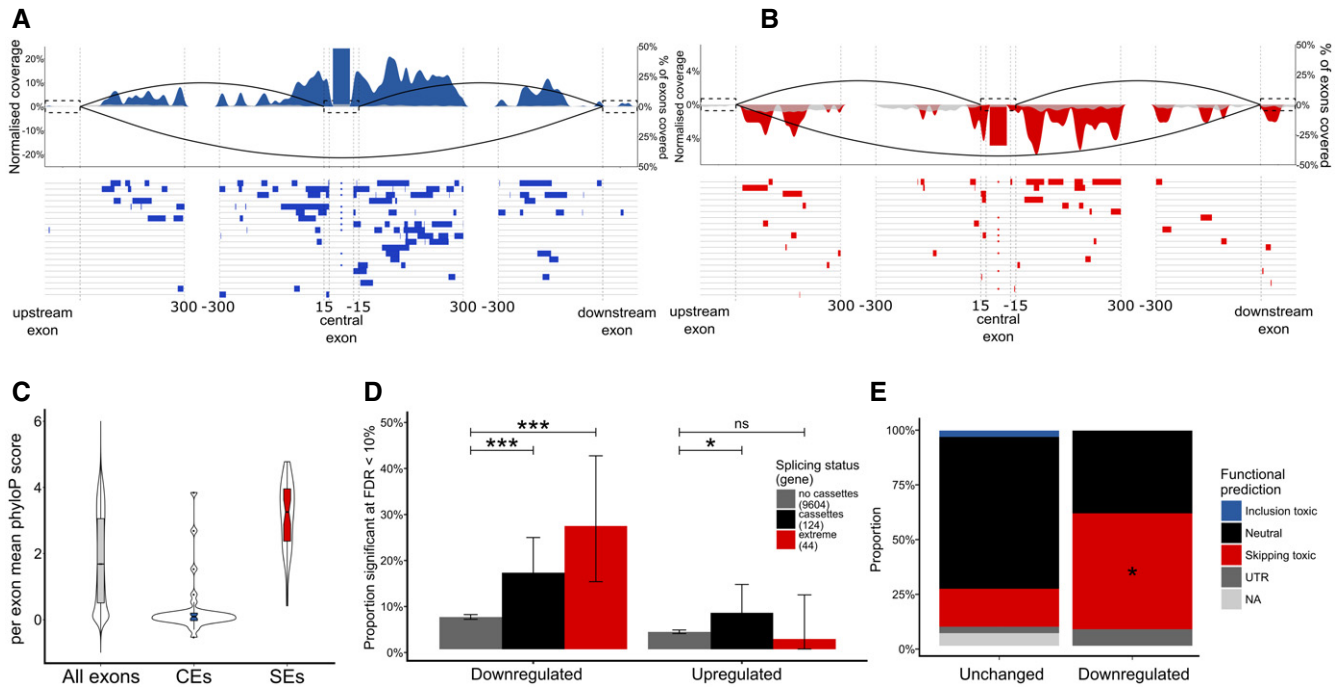 A
B
Normalised coverage
20%
10%
0%
-10%
-20%
50%
25%
0%
25%
50%
% of exons covered
300
-300
15
-15
300
-300
upstream
exon
central
exon
downstream
exon
Normalised coverage
4%
0%
4%
50%
25%
0%
-25%
-50%
% of exons covered
300
-300
15
-15
300
-300
upstream
exon
central
exon
downstream
exon
C
per exon mean phyloP score
6
4
2
0
All exons
CEs
SEs
D
Proportion significant at FDR < 10%
50%
40%
30%
20%
10%
0%
***
***
ns
*
Splicing status
(gene)
no cassettes
(9604)
cassettes
(124)
extreme
(44)
Downregulated
Upregulated
E
Proportion
100%
75%
50%
25%
0%
*
Unchanged
Downregulated
Functional
prediction
Inclusion toxic
Neutral
Skipping toxic
UTR
NA